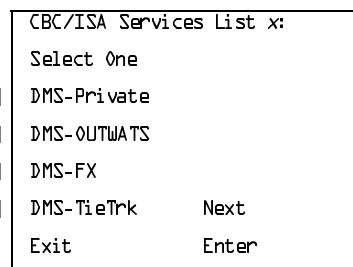 CBC/ISA Services List x:
Select One
DMS-Private
DMS-OUTWATS
DMS-FX
DMS-TieTrk Next
Exit Enter